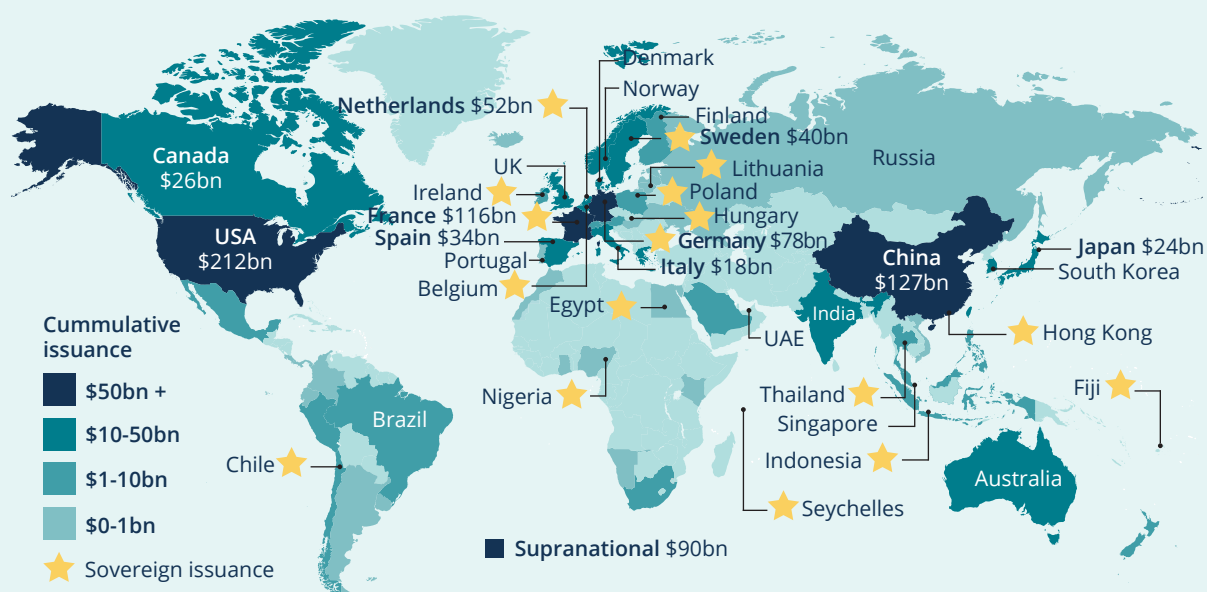 Denmark
Norway
Netherlands $52bn
Finland
Sweden $40bn
Canada
$26bn
UK
Lithuania
Russia
Ireland
Poland
France $116bn
Hungary
USA
$212bn
Spain $34bn
Germany $78bn
Portugal
Italy $18bn
China
$127bn
Japan $24bn
South Korea
Belgium
Egypt
India
UAE
Hong Kong
Cummulative
issuance
$50bn +
$10-50bn
$1-10bn
$0-1bn
Sovereign issuance
Nigeria
Thailand
Fiji
Brazil
Singapore
Chile
Indonesia
Australia
Seychelles
Supranational $90bn